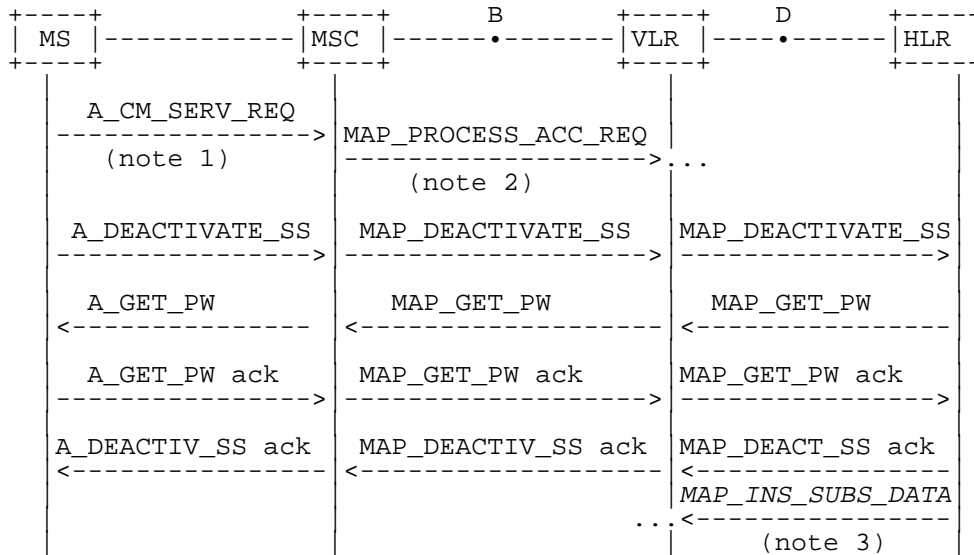 B D
MS MSC VLR HLR
A_CM_SERV_REQ
MAP_PROCESS_ACC_REQ
(note 1) ...
(note 2)
A_DEACTIVATE_SS MAP_DEACTIVATE_SS MAP_DEACTIVATE_SS
A_GET_PW MAP_GET_PW MAP_GET_PW
A_GET_PW ack MAP_GET_PW ack MAP_GET_PW ack
A_DEACTIV_SS ack MAP_DEACTIV_SS ack MAP_DEACT_SS ack
MAP_INS_SUBS_DATA
...
(note 3)